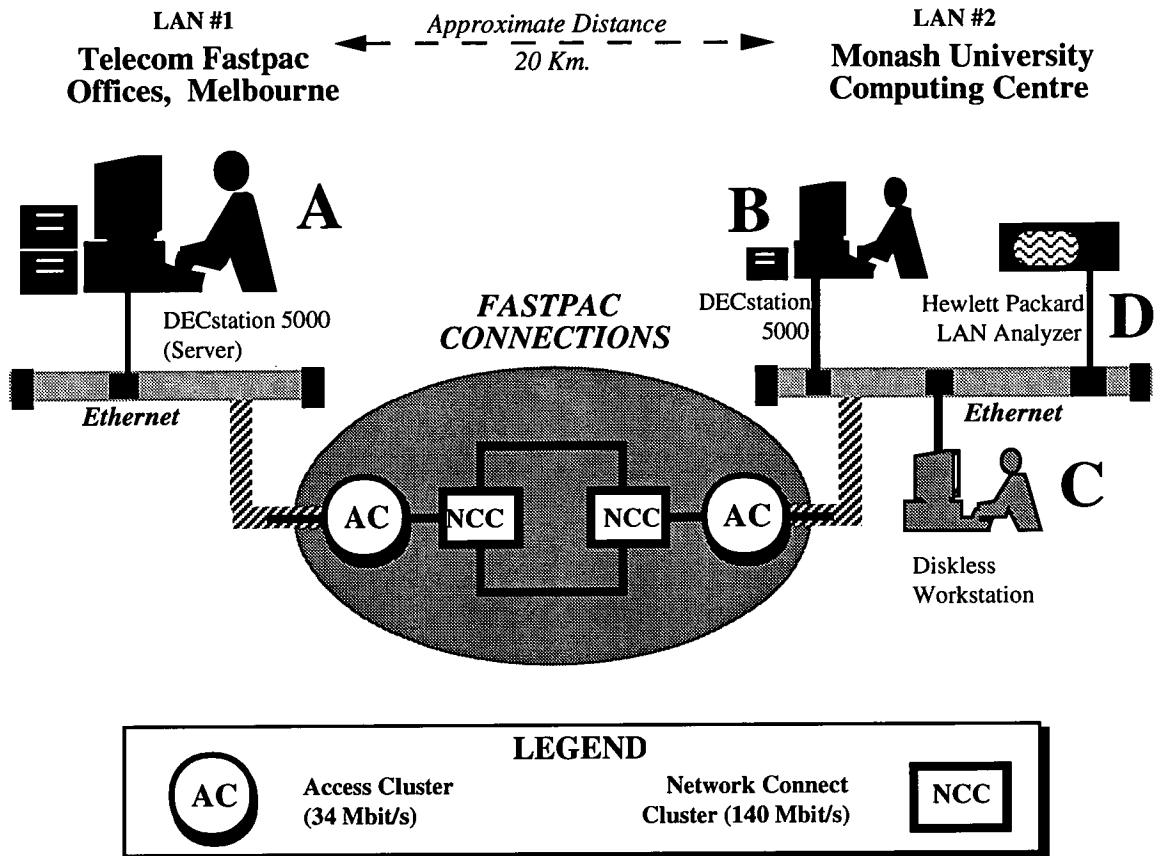 LAN #1
Telecom Fastpac
Offices, Melbourne
Approximate Distance
20 Km.
LAN #2
Monash University
Computing Centre
A
B
DECstation 5000
(Server)
FASTPAC
CONNECTIONS
DECstation
5000
Hewlett Packard
LAN Analyzer
D
Ethernet
Ethernet
AC
NCC
NCC
AC
C
Diskless
Workstation
LEGEND
AC
Access Cluster
(34 Mbit/s)
Network Connect
Cluster (140 Mbit/s)
NCC